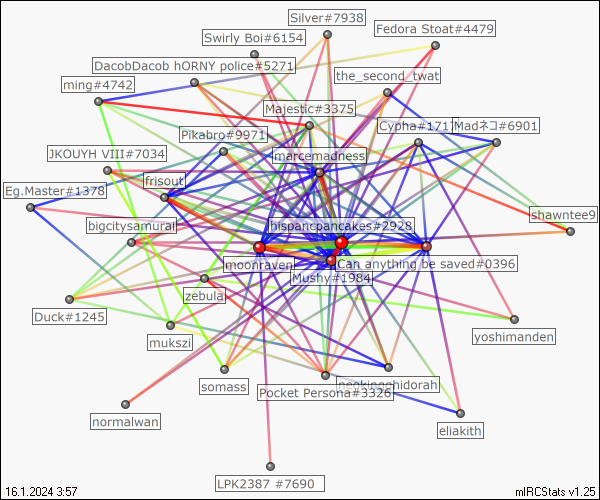 Silver#7938
Fedora Stoat#4479
Swirly Boi#6154
DacobDacob hORNY police#5271
the_second_twat
ming#4742
Majestic#3375
Cypha#1717
Madネコ#6901
Pikabro#9971
JKOUYH VIII#7034
marcemadness
frisout
Eg.Master#1378
shawntee9
bigcitysamurai
hispancpancakes#2928
moonraven
Can anything be saved#0396
Mushy#1984
zebula
Duck#1245
mukszi
yoshimanden
somass
neokingghidorah
Pocket Persona#3326
normalwan
eliakith
LPK2387 #7690
16.1.2024 3:57
mIRCStats v1.25